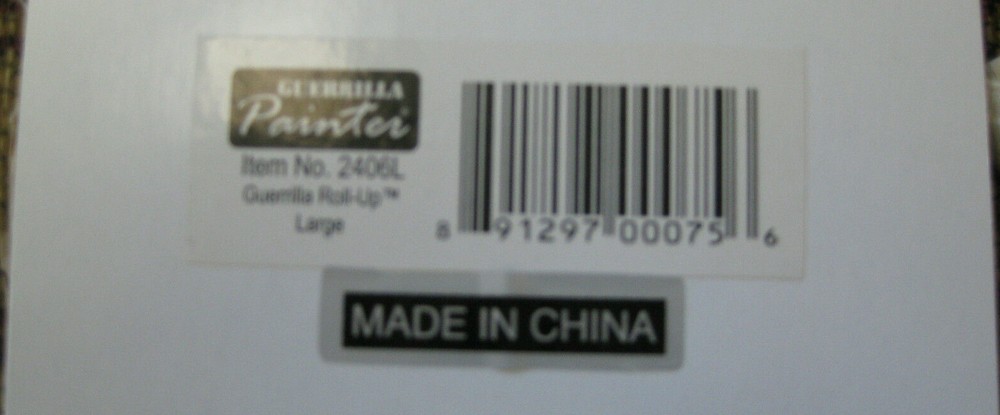 GUERRILLA
Painter
Item No. 2406L
Guerrilla Roll-Up™
Large
8 91297 00075 6
MADE IN CHINA